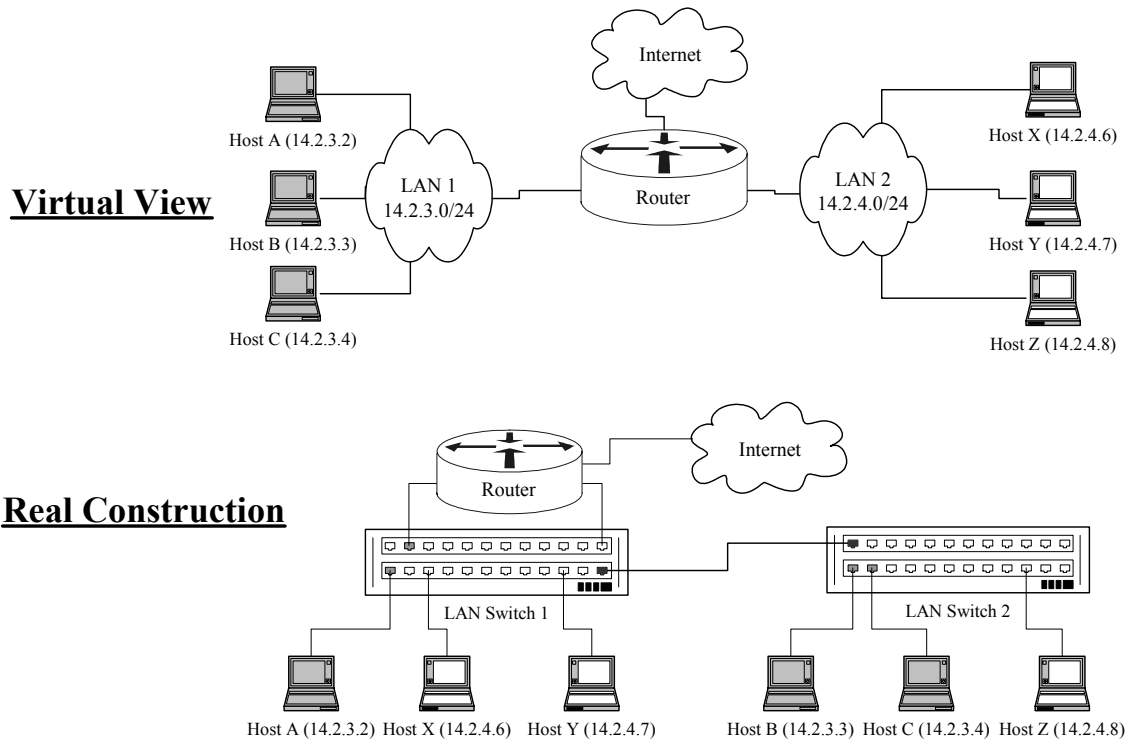 Internet
Host A (14.2.3.2)
Host X (14.2.4.6)
Virtual View
LAN 1
14.2.3.0/24
Router
LAN 2
14.2.4.0/24
Host B (14.2.3.3)
Host Y (14.2.4.7)
Host C (14.2.3.4)
Host Z (14.2.4.8)
Real Construction
Router
Internet
LAN Switch 1
LAN Switch 2
Host A (14.2.3.2)
Host X (14.2.4.6)
Host Y (14.2.4.7)
Host B (14.2.3.3)
Host C (14.2.3.4)
Host Z (14.2.4.8)